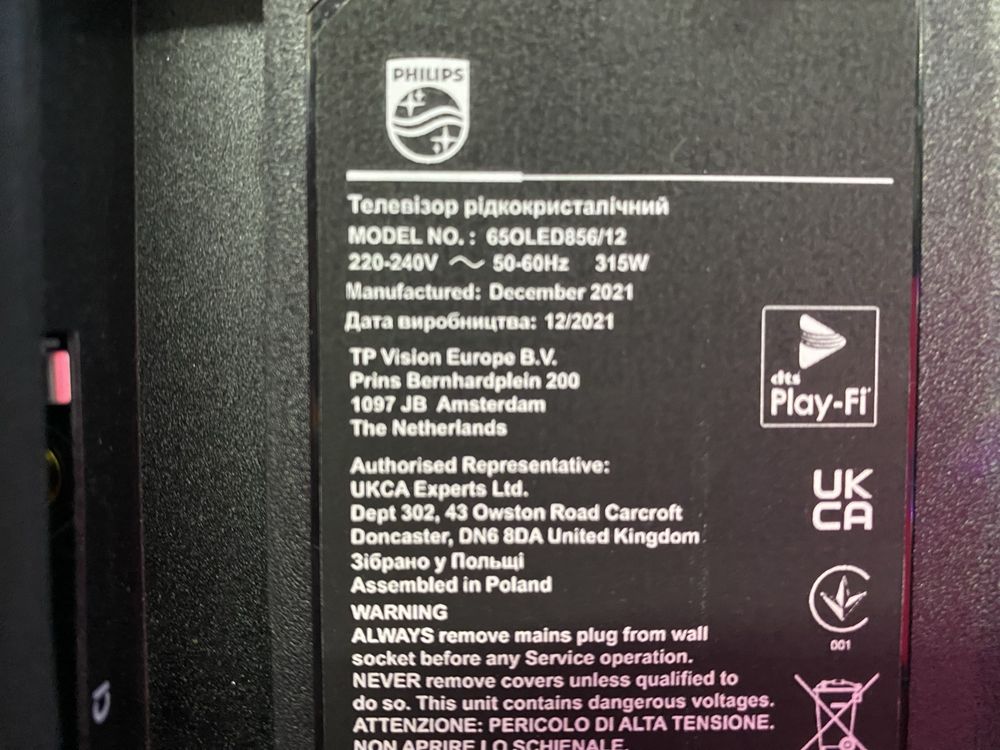 PHILIPS
Телевізор рідкокристалічний
MODEL NO. : 65OLED856/12
220-240V ~ 50-60Hz 315W
Manufactured: December 2021
Дата виробництва: 12/2021
TP Vision Europe B.V.
Prins Bernhardplein 200
1097 JB Amsterdam
The Netherlands
dts
Play-Fi
Authorised Representative:
UKCA Experts Ltd.
Dept 302, 43 Owston Road Carcroft
Doncaster, DN6 8DA United Kingdom
UK
CA
Зібрано у Польщі
Assembled in Poland
001
WARNING
ALWAYS remove mains plug from wall
socket before any Service operation.
NEVER remove covers unless qualified to
do so. This unit contains dangerous voltages.
ATTENZIONE: PERICOLO DI ALTA TENSIONE.
NON APRIRE LO SCHIENALE.